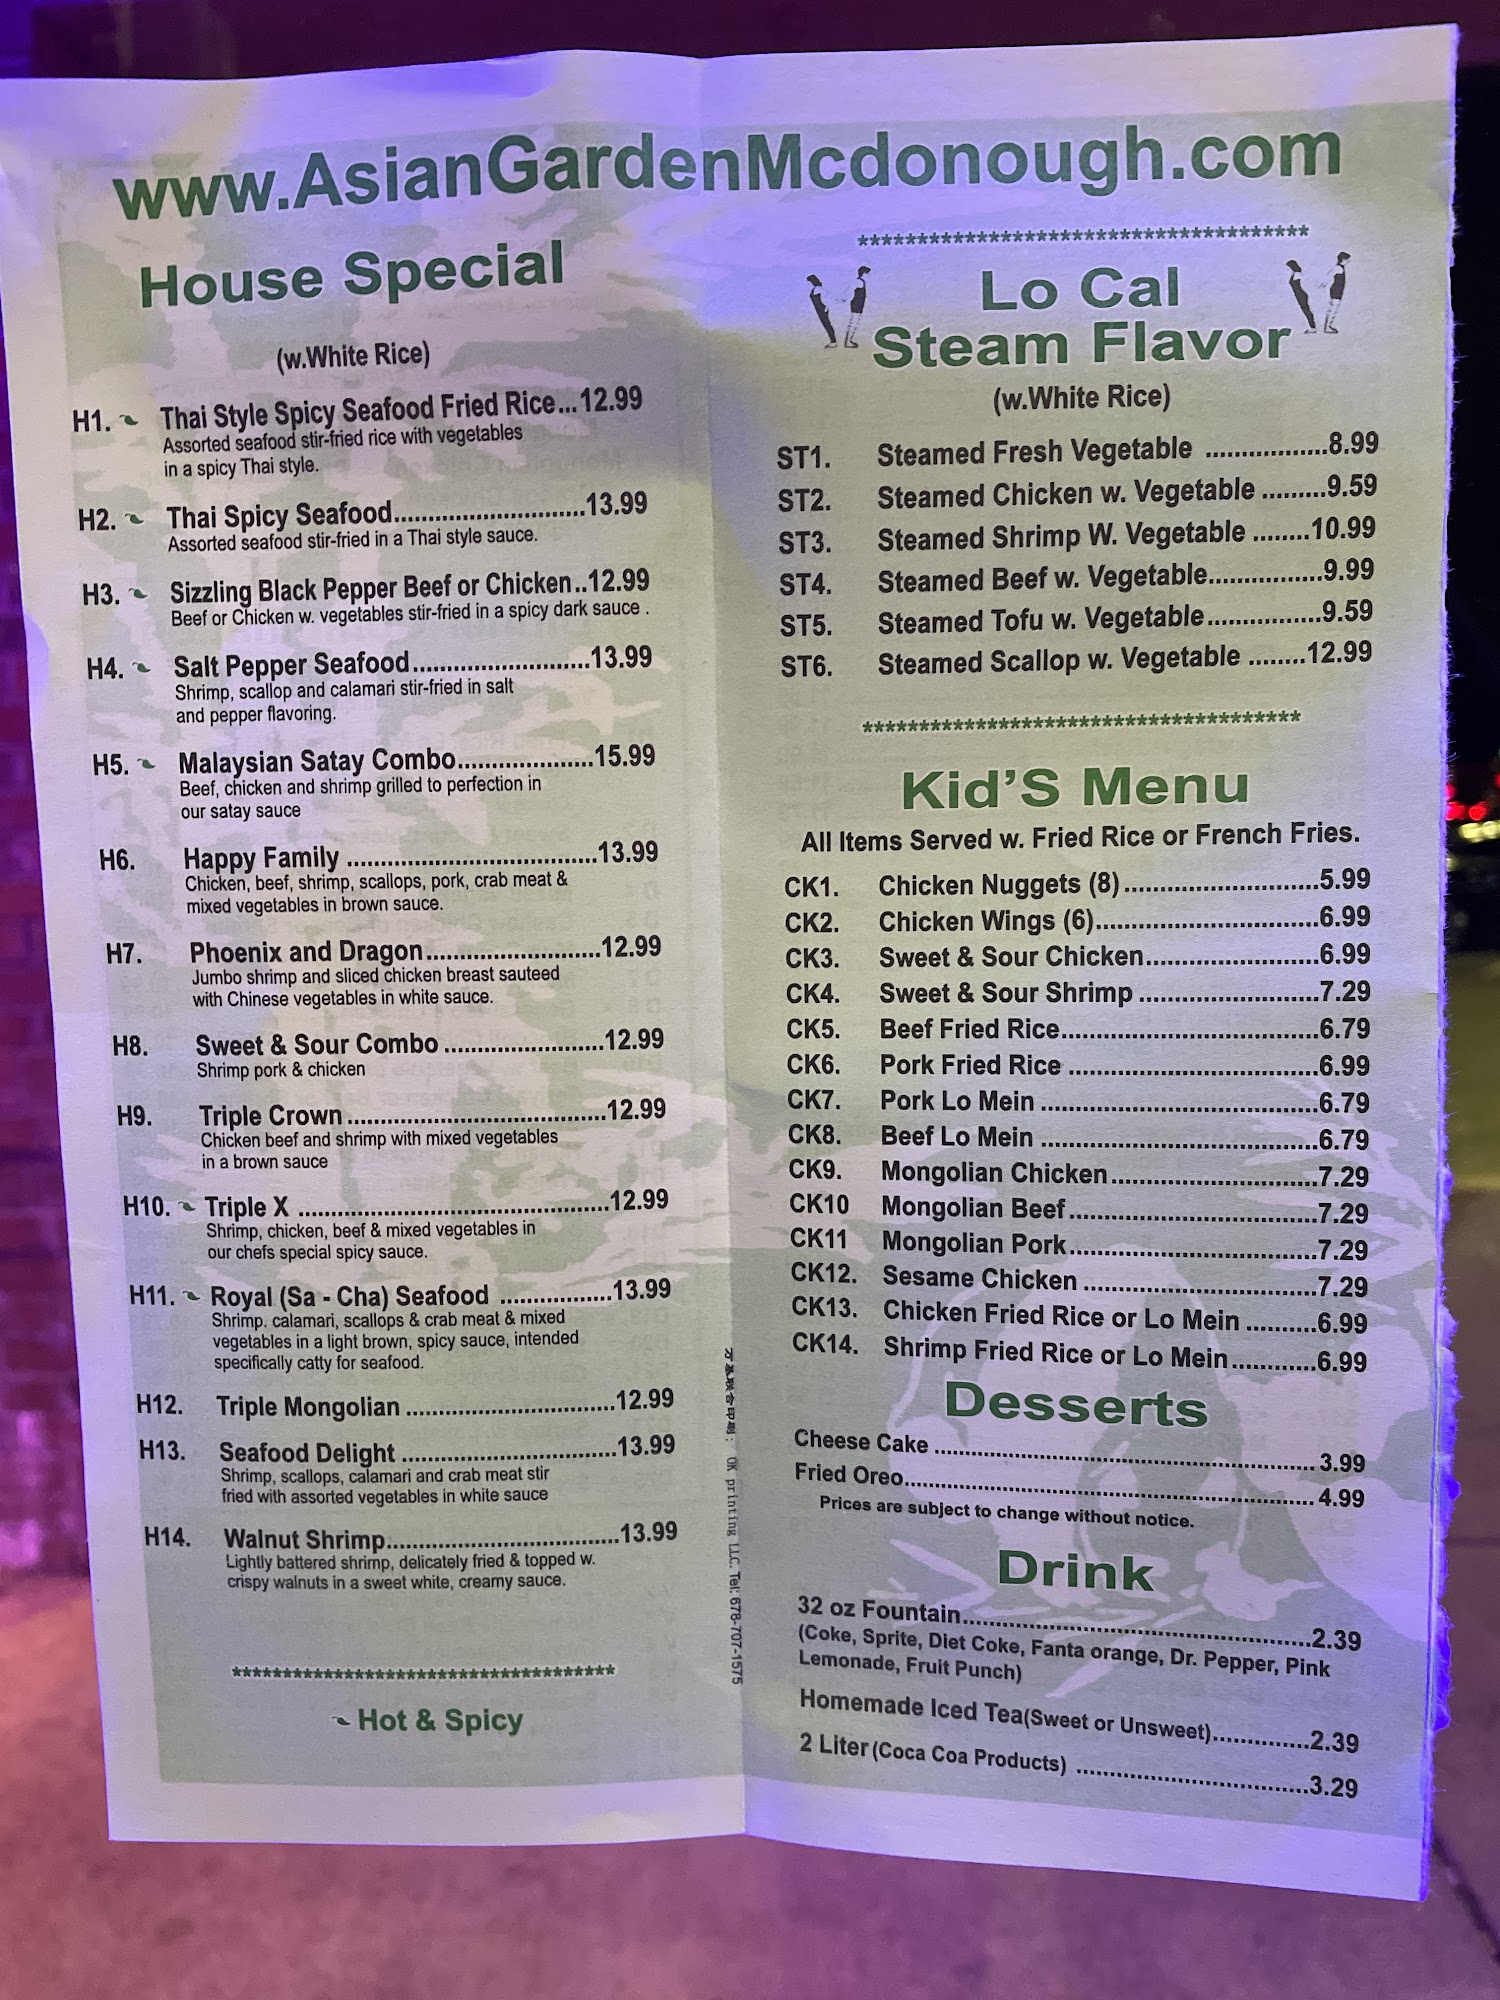 www.AsianGardenMcdonough.com
House Special
(w.White Rice)
H1. Thai Style Spicy Seafood Fried Rice...12.99
Assorted seafood stir-fried rice with vegetables
in a spicy Thai style.
H2. Thai Spicy Seafood............................13.99
Assorted seafood stir-fried in a Thai style sauce.
H3. Sizzling Black Pepper Beef or Chicken..12.99
Beef or Chicken w. vegetables stir-fried in a spicy dark sauce .
H4. Salt Pepper Seafood..........................13.99
Shrimp, scallop and calamari stir-fried in salt
and pepper flavoring.
H5. Malaysian Satay Combo....................15.99
Beef, chicken and shrimp grilled to perfection in
our satay sauce
H6. Happy Family .....................................13.99
Chicken, beef, shrimp, scallops, pork, crab meat &
mixed vegetables in brown sauce.
H7. Phoenix and Dragon..........................12.99
Jumbo shrimp and sliced chicken breast sauteed
with Chinese vegetables in white sauce.
H8. Sweet & Sour Combo ........................12.99
Shrimp pork & chicken
H9. Triple Crown ......................................12.99
Chicken beef and shrimp with mixed vegetables
in a brown sauce
H10. Triple X ..............................................12.99
Shrimp, chicken, beef & mixed vegetables in
our chefs special spicy sauce.
H11. Royal (Sa - Cha) Seafood .................13.99
Shrimp. calamari, scallops & crab meat & mixed
vegetables in a light brown, spicy sauce, intended
specifically catty for seafood.
H12. Triple Mongolian ...............................12.99
H13. Seafood Delight ................................13.99
Shrimp, scallops, calamari and crab meat stir
fried with assorted vegetables in white sauce
H14. Walnut Shrimp..................................13.99
Lightly battered shrimp, delicately fried & topped w.
crispy walnuts in a sweet white, creamy sauce.
**************************************
Hot & Spicy
OK printing LLC. Tel: 678-707-1575
***************************************
Lo Cal
Steam Flavor
(w.White Rice)
ST1. Steamed Fresh Vegetable ..................8.99
ST2. Steamed Chicken w. Vegetable .........9.59
ST3. Steamed Shrimp W. Vegetable ........10.99
ST4. Steamed Beef w. Vegetable.................9.99
ST5. Steamed Tofu w. Vegetable.................9.59
ST6. Steamed Scallop w. Vegetable ........12.99
***************************************
Kid'S Menu
All Items Served w. Fried Rice or French Fries.
CK1. Chicken Nuggets (8)............................5.99
CK2. Chicken Wings (6)................................6.99
CK3. Sweet & Sour Chicken.........................6.99
CK4. Sweet & Sour Shrimp ..........................7.29
CK5. Beef Fried Rice.....................................6.79
CK6. Pork Fried Rice ....................................6.99
CK7. Pork Lo Mein ........................................6.79
CK8. Beef Lo Mein ........................................6.79
CK9. Mongolian Chicken..............................7.29
CK10 Mongolian Beef....................................7.29
CK11 Mongolian Pork....................................7.29
CK12. Sesame Chicken .................................7.29
CK13. Chicken Fried Rice or Lo Mein ..........6.99
CK14. Shrimp Fried Rice or Lo Mein............6.99
Desserts
Cheese Cake .......................................................3.99
Fried Oreo............................................................4.99
Prices are subject to change without notice.
Drink
32 oz Fountain...................................................2.39
(Coke, Sprite, Diet Coke, Fanta orange, Dr. Pepper, Pink
Lemonade, Fruit Punch)
Homemade Iced Tea(Sweet or Unsweet)..............2.39
2 Liter (Coca Coa Products) ..................................3.29